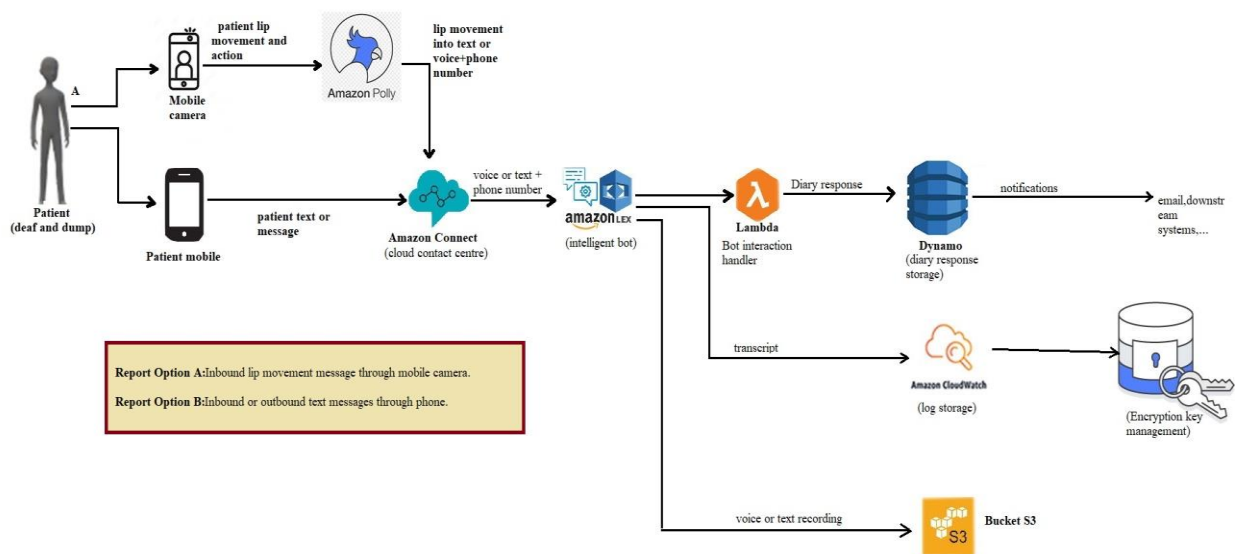 patient lip
movement and
action
lip movement
into text or
voice+phone
number
A
Amazon Polly
Mobile
camera
Patient
(deaf and dump)
patient text or
message
Patient mobile
Amazon Connect
(cloud contact centre)
voice or text +
phone number
amazonLEX
(intelligent bot)
Lambda
Bot interaction
handler
Diary response
Dynamo
(diary response
storage)
notifications
email,downstr
eam
systems,...
transcript
Amazon CloudWatch
(log storage)
(Encryption key
management)
Report Option A:Inbound lip movement message through mobile camera.
Report Option B:Inbound or outbound text messages through phone.
voice or text recording
S3
Bucket S3